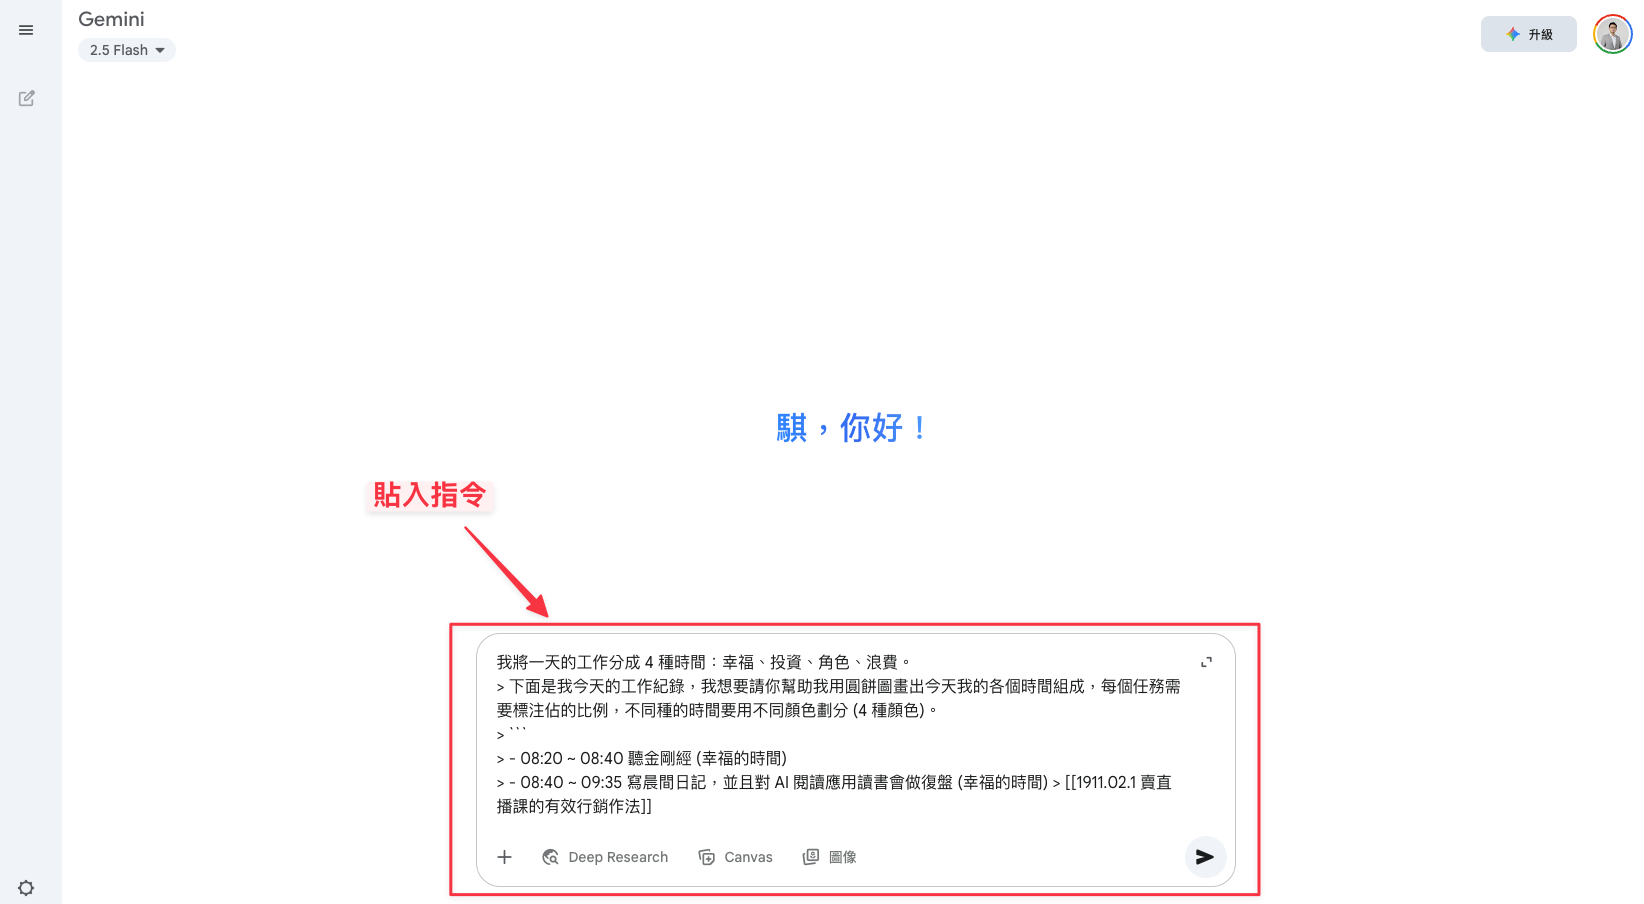 Gemini
2.5 Flash
升級
騏，你好！
貼入指令
我將一天的工作分成 4 種時間：幸福、投資、角色、浪費。
> 下面是我今天的工作紀錄，我想要請你幫助我用圓餅圖畫出今天我的各個時間組成，每個任務需
要標注佔的比例，不同種的時間要用不同顏色劃分 (4 種顏色)。
> ```
> - 08:20 ~ 08:40 聽金剛經 (幸福的時間)
> - 08:40 ~ 09:35 寫晨間日記，並且對 AI 閱讀應用讀書會做復盤 (幸福的時間) > [[1911.02.1 賣直
播課的有效行銷作法]]
Deep Research
Canvas
圖像